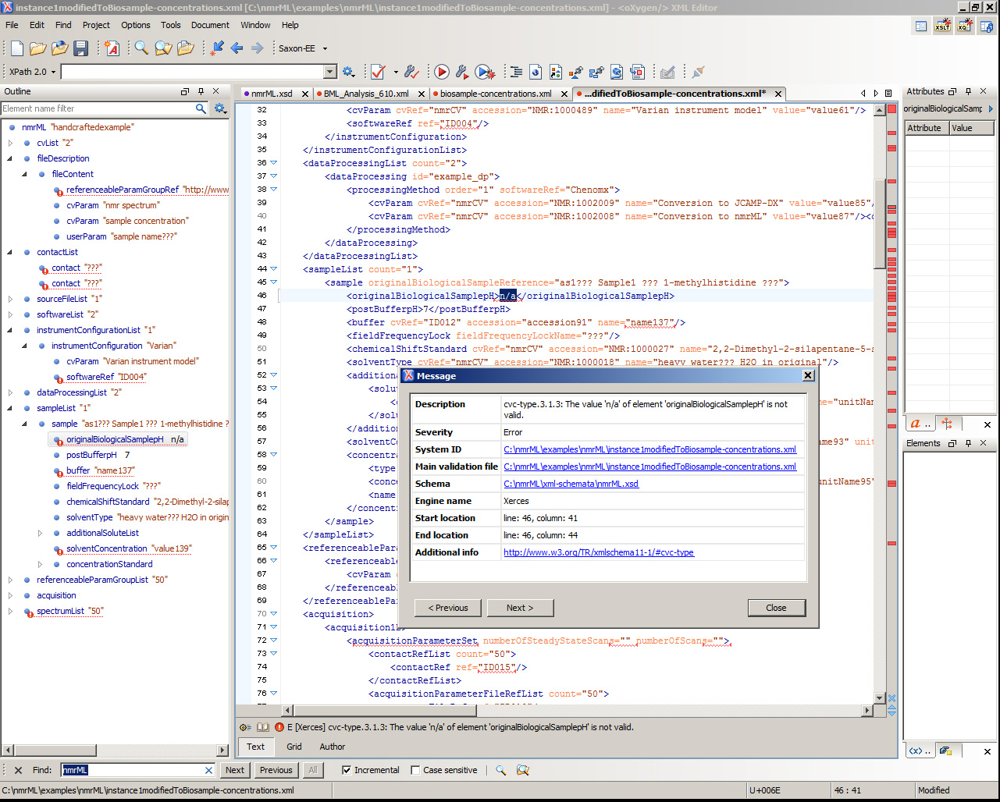 instance1modifiedToBiosample-concentrations.xml [C:\nmrML\examples\nmrML\instance1modifiedToBiosample-concentrations.xml] - <oXygen/> XML Editor
File Edit Find Project Options Tools Document Window Help
XSLT XQ
Saxon-EE
XPath 2.0
Outline
Element name filter
nmrML "handcraftedexample"
cvList "2"
fileDescription
fileContent
referenceableParamGroupRef "http://www
cvParam "nmr spectrum"
cvParam "sample concentration"
userParam "sample name???"
contactList
contact "???"
contact "???"
sourceFileList "1"
softwareList "2"
instrumentConfigurationList "1"
instrumentConfiguration "Varian"
cvParam "Varian instrument model"
softwareRef "ID004"
dataProcessingList "2"
sampleList "1"
sample "as1??? Sample1 ??? 1-methylhistidine ?
originalBiologicalSamplepH n/a
postBufferpH 7
buffer "name137"
fieldFrequencyLock "???"
chemicalShiftStandard "2,2-Dimethyl-2-silap
solventType "heavy water??? H2O in origin
additionalSoluteList
solventConcentration "value139"
concentrationStandard
referenceableParamGroupList "50"
acquisition
spectrumList "50"
nmrML.xsd BML_Analysis_610.xml biosample-concentrations.xml ...difiedToBiosample-concentrations.xml*
32 <cvParam cvRef="nmrCV" accession="NMR:1000489" name="Varian instrument model" value="value61"/>
33 <softwareRef ref="ID004"/>
34 </instrumentConfiguration>
35 </instrumentConfigurationList>
36 <dataProcessingList count="2">
37 <dataProcessing id="example_dp">
38 <processingMethod order="1" softwareRef="Chenomx">
39 <cvParam cvRef="nmrCV" accession="NMR:1002009" name="Conversion to JCAMP-DX" value="value85"/
40 <cvParam cvRef="nmrCV" accession="NMR:1002008" name="Conversion to nmrML" value="value87"/><
41 </processingMethod>
42 </dataProcessing>
43 </dataProcessingList>
44 <sampleList count="1">
45 <sample originalBiologicalSampleReference="as1??? Sample1 ??? 1-methylhistidine ???">
46 <originalBiologicalSamplepH>n/a</originalBiologicalSamplepH>
47 <postBufferpH>7</postBufferpH>
48 <buffer cvRef="ID012" accession="accession91" name="name137"/>
49 <fieldFrequencyLock fieldFrequencyLockName="???"/>
50 <chemicalShiftStandard cvRef="nmrCV" accession="NMR:1000027" name="2,2-Dimethyl-2-silapentane-5-s
51 <solventType cvRef="nmrCV" accession="NMR:1000018" name="heavy water??? H2O in original"/>
52 <additiona
53 <solu
54 <c me="unitNam
55 </sol
56 </additio
57 <solventCo ame93" unit
58 <concentra
59 <type
60 <conce unitName95"
61 <name
62 </concent
63 </sample>
64 </sampleList>
65 <referenceablePara
66 <referenceable
67 <cvParam c
68 </referenceabl
69 </referenceablePar
70 <acquisition>
71 <acquisition1D
72 <acquisitionParameterSet numberOfSteadyStateScans="" numberOfScans="">
73 <contactRefList count="50">
74 <contactRef ref="ID015"/>
75 </contactRefList>
76 <acquisitionParameterFileRefList count="50">
Message
Description cvc-type.3.1.3: The value 'n/a' of element 'originalBiologicalSamplepH' is not
valid.
Severity Error
System ID C:\nmrML\examples\nmrML\instance1modifiedToBiosample-concentrations.xml
Main validation file C:\nmrML\examples\nmrML\instance1modifiedToBiosample-concentrations.xml
Schema C:\nmrML\xml-schemata\nmrML.xsd
Engine name Xerces
Start location line: 46, column: 41
End location line: 46, column: 44
Additional info http://www.w3.org/TR/xmlschema11-1/#cvc-type
< Previous Next > Close
E [Xerces] cvc-type.3.1.3: The value 'n/a' of element 'originalBiologicalSamplepH' is not valid.
Text Grid Author
Attributes
originalBiologicalSamp
Attribute Value
a ..
Elements
<x> ..
Find: nmrML Next Previous All Incremental Case sensitive
C:\nmrML\examples\nmrML\instance1modifiedToBiosample-concentrations.xml U+006E 46 : 41 Modified